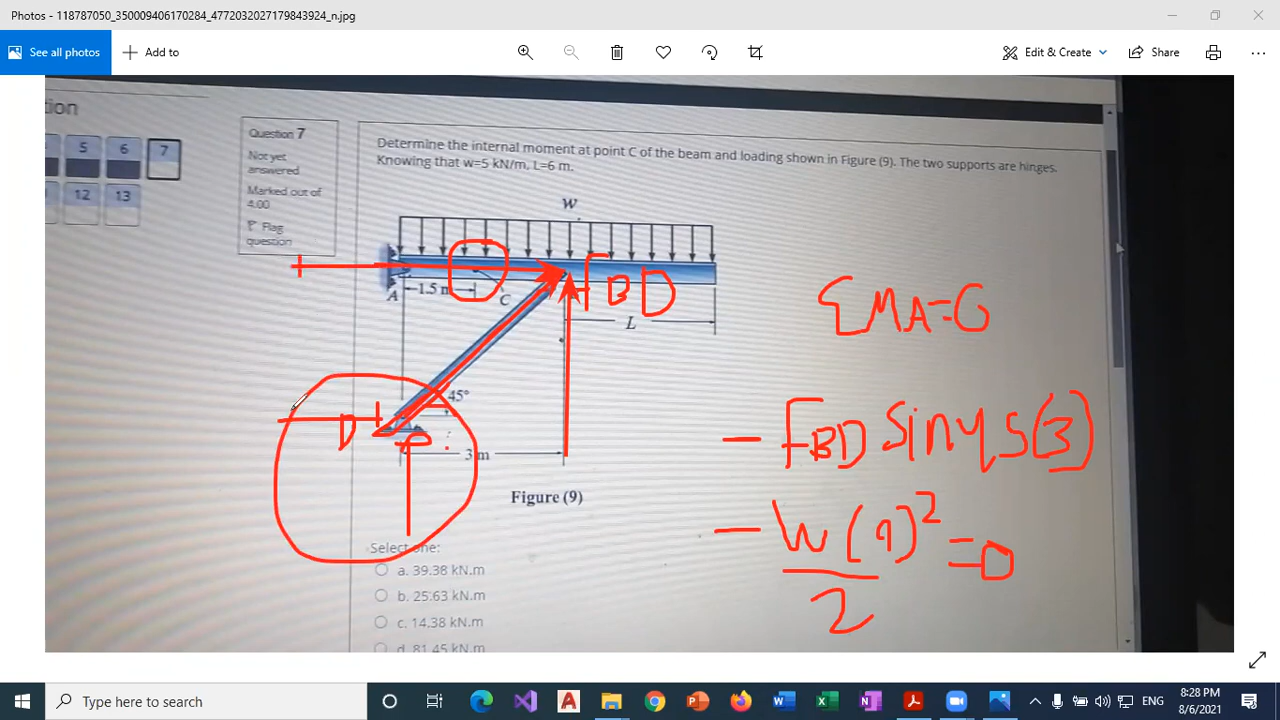 Photos - 118787050_350009406170284_4772032027179843924_n.jpg
See all photos
Add to
Edit & Create
Share
tion
5 6 7
12 13
Question 7
Not yet
answered
Marked out of
4.00
Flag
question
Determine the internal moment at point C of the beam and loading shown in Figure (9). The two supports are hinges.
Knowing that w=5 kN/m, L=6 m.
W
A
1.5 m
C
FBD
L
45°
D
3 m
Figure (9)
Select one:
a. 39.38 kN.m
b. 25.63 kN.m
c. 14.38 kN.m
d. 81.45 kN.m
ΣMA=0
- FBD Sin45(3)
- W(9)²/2 =0
Type here to search
ENG
8:28 PM
8/6/2021